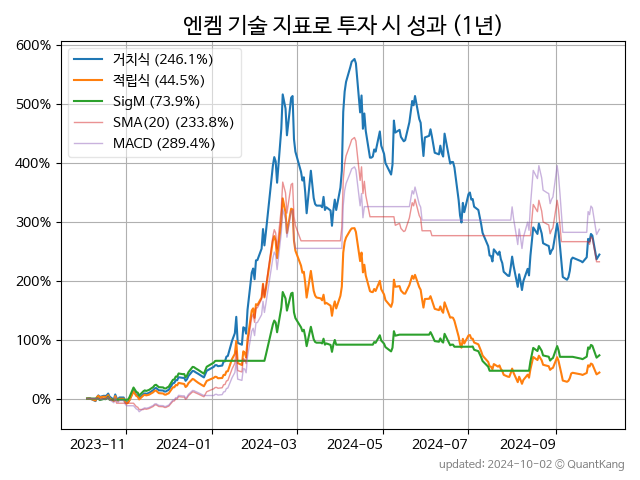 엔켐 기술 지표로 투자 시 성과 (1년)
거치식 (246.1%)
적립식 (44.5%)
SigM (73.9%)
SMA(20) (233.8%)
MACD (289.4%)
600%
500%
400%
300%
200%
100%
0%
2023-11 2024-01 2024-03 2024-05 2024-07 2024-09
updated: 2024-10-02 © QuantKang